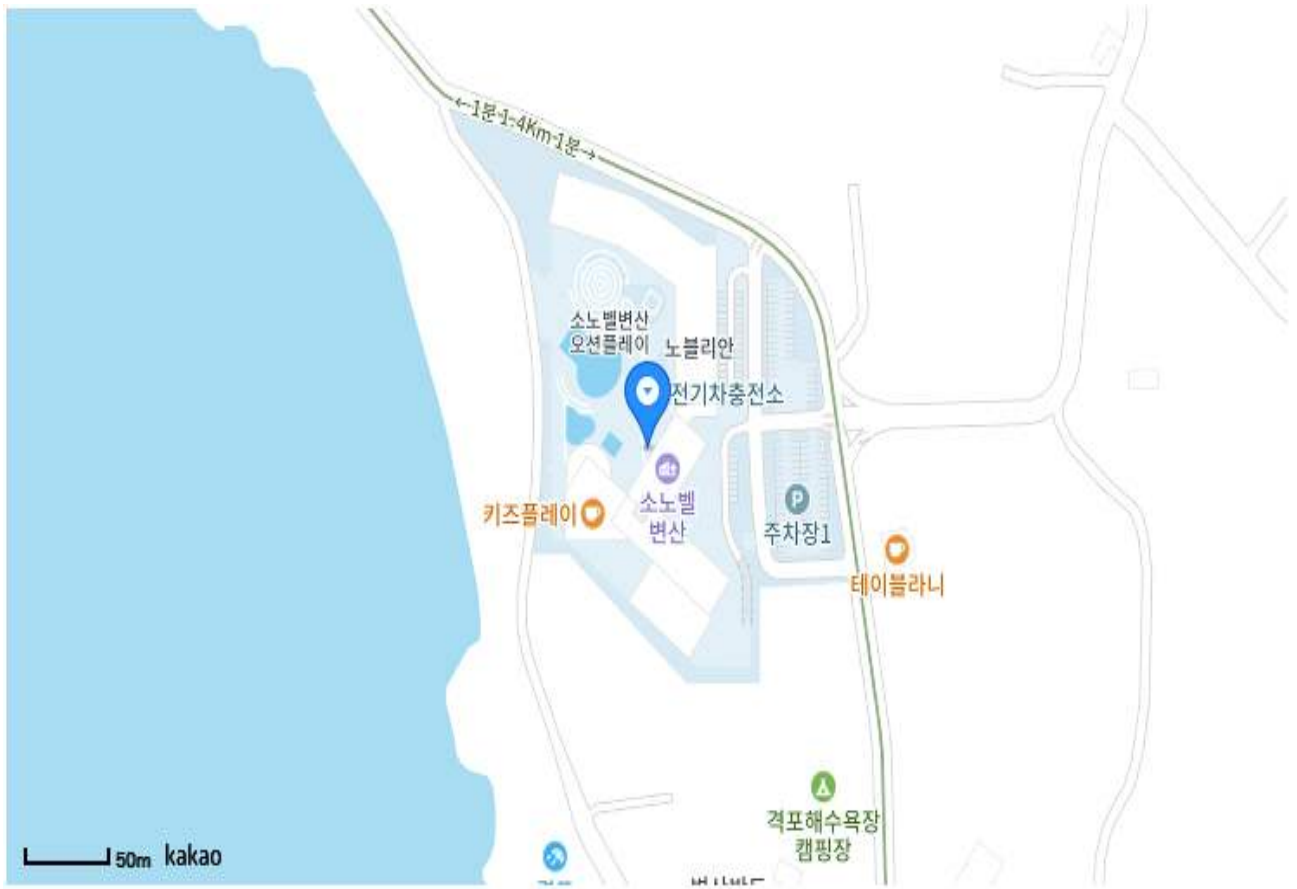 ←1분 1.4Km 1분→
소노벨변산
오션플레이
노블리안
전기차충전소
키즈플레이
소노벨
변산
P
주차장1
테이블라니
격포해수욕장
캠핑장
50m kakao